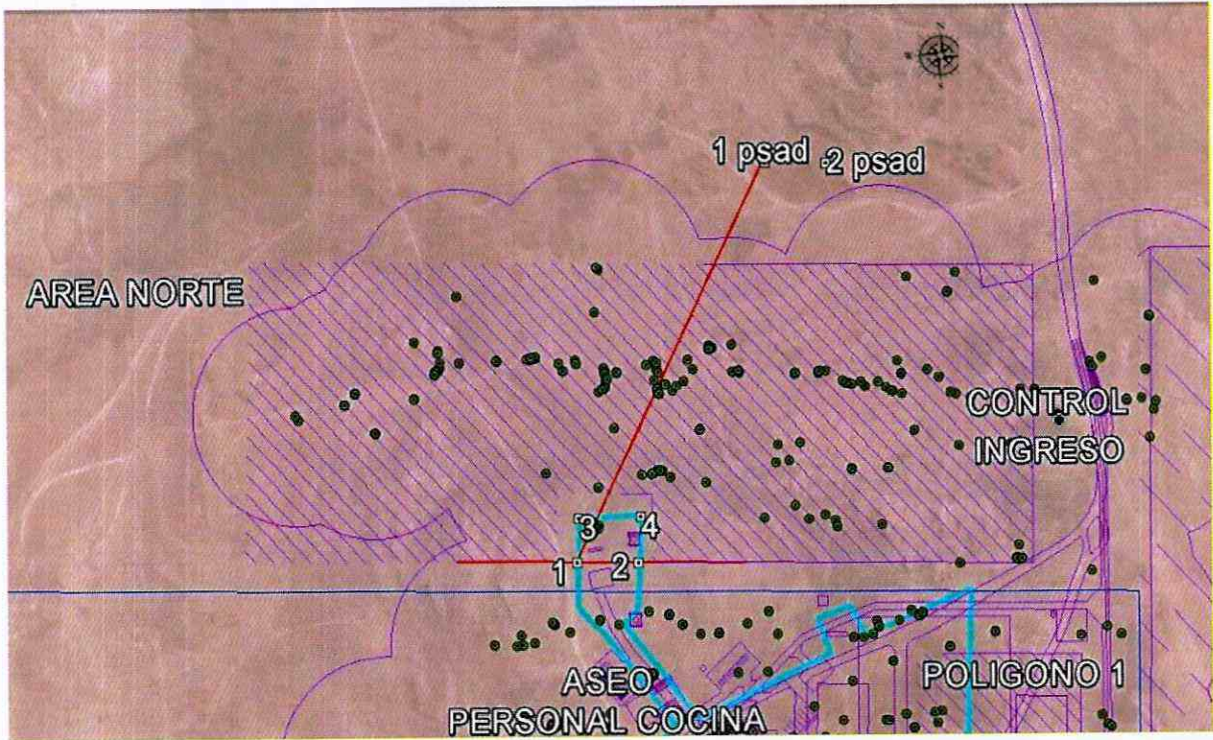 1 psad
2 psad
AREA NORTE
CONTROL
INGRESO
3
4
1
2
ASEO
PERSONAL COCINA
POLIGONO 1